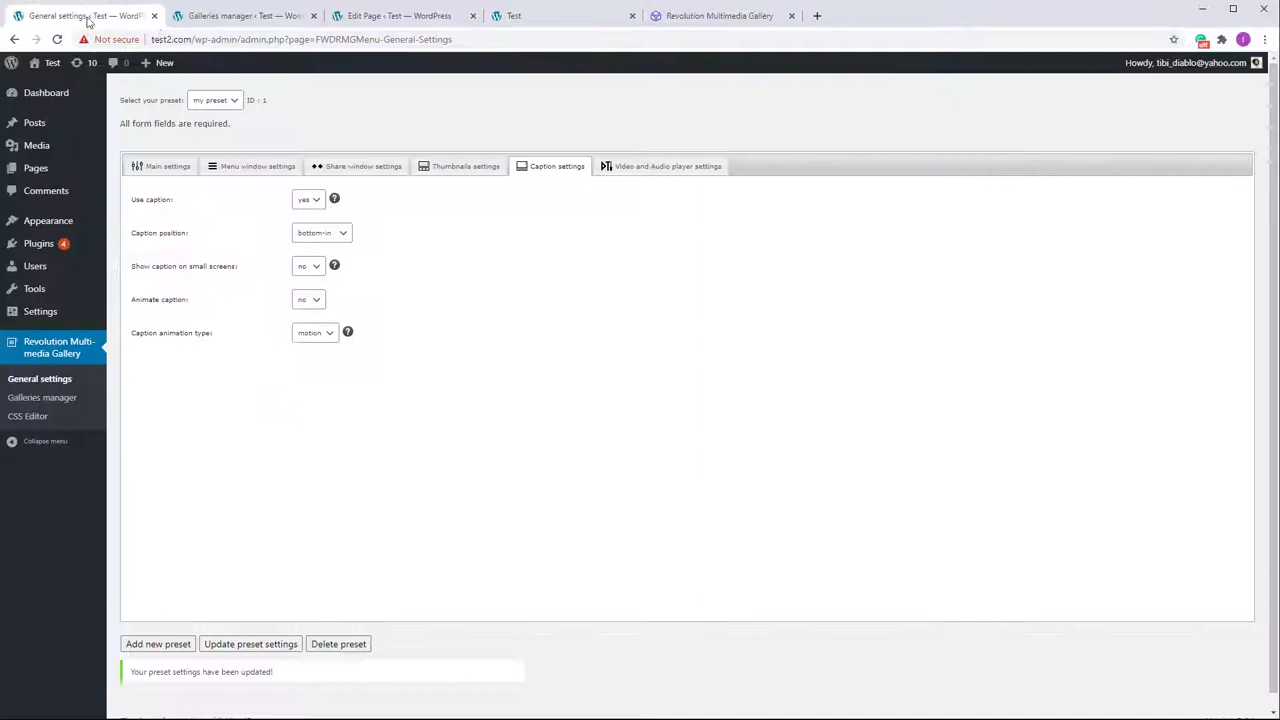 General settings ‹ Test — WordP
Galleries manager ‹ Test — Wor
Edit Page ‹ Test — WordPress
Test
Revolution Multimedia Gallery
Not secure
test2.com/wp-admin/admin.php?page=FWDRMGMenu-General-Settings
off
f
Test
10
0
New
Howdy, tibi_diablo@yahoo.com
Dashboard
Posts
Media
Pages
Comments
Appearance
Plugins 4
Users
Tools
Settings
Revolution Multi-
media Gallery
General settings
Galleries manager
CSS Editor
Collapse menu
Select your preset: my preset ID : 1
All form fields are required.
Main settings
Menu window settings
Share window settings
Thumbnails settings
Caption settings
Video and Audio player settings
Use caption: yes ?
Caption position: bottom-in
Show caption on small screens: no ?
Animate caption: no
Caption animation type: motion ?
Add new preset
Update preset settings
Delete preset
Your preset settings have been updated!